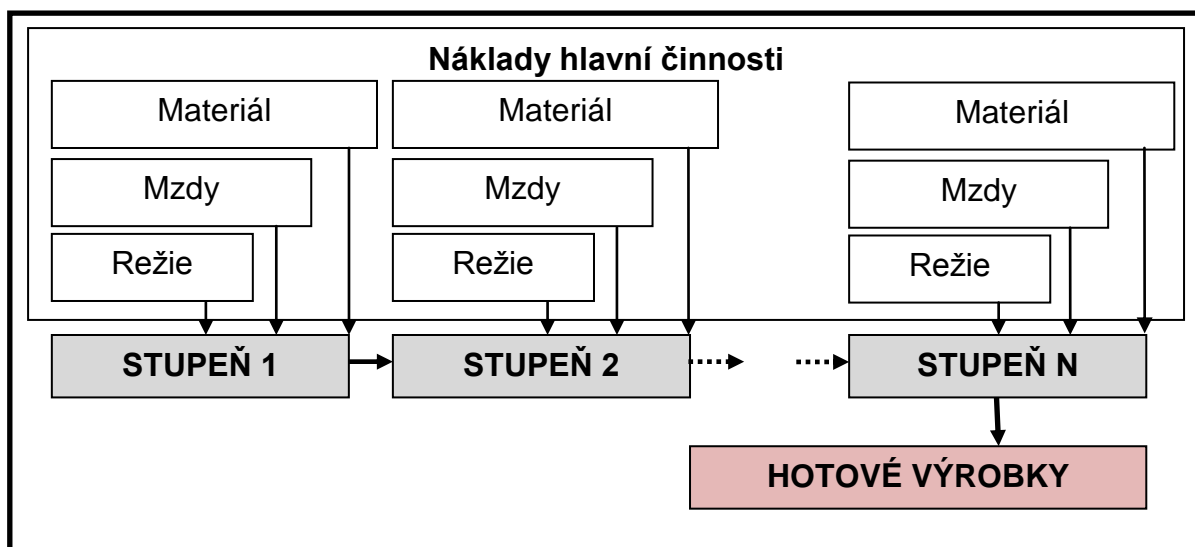 Náklady hlavní činnosti
Materiál
Materiál
Materiál
Mzdy
Mzdy
Mzdy
Režie
Režie
Režie
STUPEŇ 1
STUPEŇ 2
STUPEŇ N
HOTOVÉ VÝROBKY